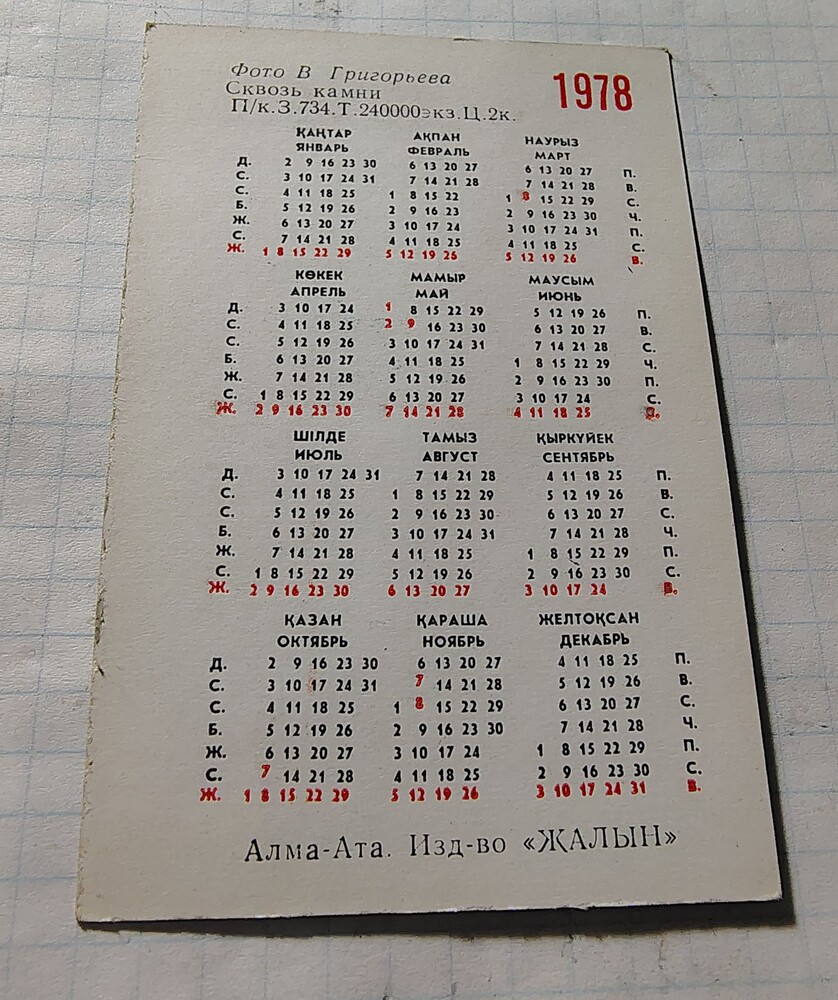 Фото В Григорьева
Сквозь камни
П/к.З.734.Т.240000экз.Ц.2к.
1978
ҚАҢТАР АҚПАН НАУРЫЗ
ЯНВАРЬ ФЕВРАЛЬ МАРТ
Д. 2 9 16 23 30 6 13 20 27 6 13 20 27 П.
С. 3 10 17 24 31 7 14 21 28 7 14 21 28 В.
С. 4 11 18 25 1 8 15 22 1 8 15 22 29 С.
Б. 5 12 19 26 2 9 16 23 2 9 16 23 30 Ч.
Ж. 6 13 20 27 3 10 17 24 3 10 17 24 31 П.
С. 7 14 21 28 4 11 18 25 4 11 18 25 С.
Ж. 1 8 15 22 29 5 12 19 26 5 12 19 26 В.
КӨКЕК МАМЫР МАУСЫМ
АПРЕЛЬ МАЙ ИЮНЬ
Д. 3 10 17 24 1 8 15 22 29 5 12 19 26 П.
С. 4 11 18 25 2 9 16 23 30 6 13 20 27 В.
С. 5 12 19 26 3 10 17 24 31 7 14 21 28 С.
Б. 6 13 20 27 4 11 18 25 1 8 15 22 29 Ч.
Ж. 7 14 21 28 5 12 19 26 2 9 16 23 30 П.
С. 1 8 15 22 29 6 13 20 27 3 10 17 24 С.
Ж. 2 9 16 23 30 7 14 21 28 4 11 18 25 В.
ШІЛДЕ ТАМЫЗ ҚЫРКҮЙЕК
ИЮЛЬ АВГУСТ СЕНТЯБРЬ
Д. 3 10 17 24 31 7 14 21 28 4 11 18 25 П.
С. 4 11 18 25 1 8 15 22 29 5 12 19 26 В.
С. 5 12 19 26 2 9 16 23 30 6 13 20 27 С.
Б. 6 13 20 27 3 10 17 24 31 7 14 21 28 Ч.
Ж. 7 14 21 28 4 11 18 25 1 8 15 22 29 П.
С. 1 8 15 22 29 5 12 19 26 2 9 16 23 30 С.
Ж. 2 9 16 23 30 6 13 20 27 3 10 17 24 В.
ҚАЗАН ҚАРАША ЖЕЛТОҚСАН
ОКТЯБРЬ НОЯБРЬ ДЕКАБРЬ
Д. 2 9 16 23 30 6 13 20 27 4 11 18 25 П.
С. 3 10 17 24 31 7 14 21 28 5 12 19 26 В.
С. 4 11 18 25 1 8 15 22 29 6 13 20 27 С.
Б. 5 12 19 26 2 9 16 23 30 7 14 21 28 Ч.
Ж. 6 13 20 27 3 10 17 24 1 8 15 22 29 П.
С. 7 14 21 28 4 11 18 25 2 9 16 23 30 С.
Ж. 1 8 15 22 29 5 12 19 26 3 10 17 24 31 В.
Алма-Ата. Изд-во «ЖАЛЫН»